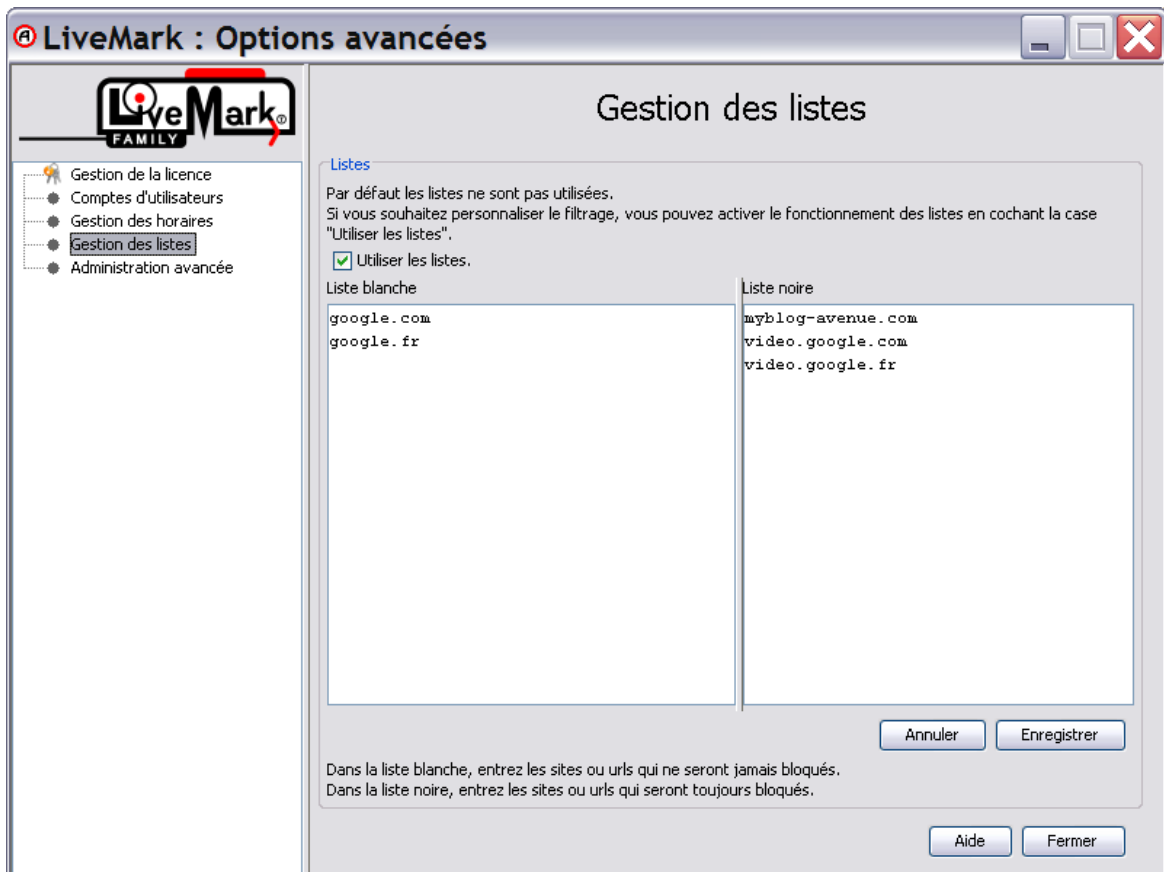 LiveMark : Options avancées
LiveMark
FAMILY
Gestion de la licence
Comptes d'utilisateurs
Gestion des horaires
Gestion des listes
Administration avancée
Gestion des listes
Listes
Par défaut les listes ne sont pas utilisées.
Si vous souhaitez personnaliser le filtrage, vous pouvez activer le fonctionnement des listes en cochant la case
"Utiliser les listes".
Utiliser les listes.
Liste blanche
google.com
google.fr
Liste noire
myblog-avenue.com
video.google.com
video.google.fr
Annuler
Enregistrer
Dans la liste blanche, entrez les sites ou urls qui ne seront jamais bloqués.
Dans la liste noire, entrez les sites ou urls qui seront toujours bloqués.
Aide
Fermer